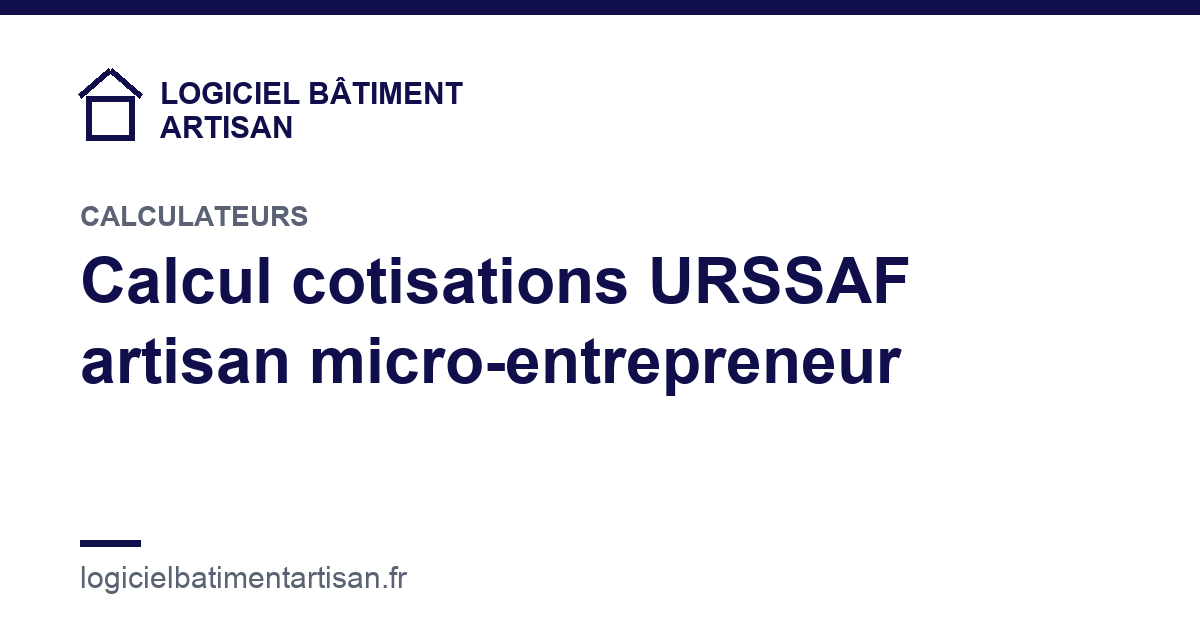 LOGICIEL BÂTIMENT
ARTISAN
CALCULATEURS
Calcul cotisations URSSAF
artisan micro-entrepreneur
logicielbatimentartisan.fr